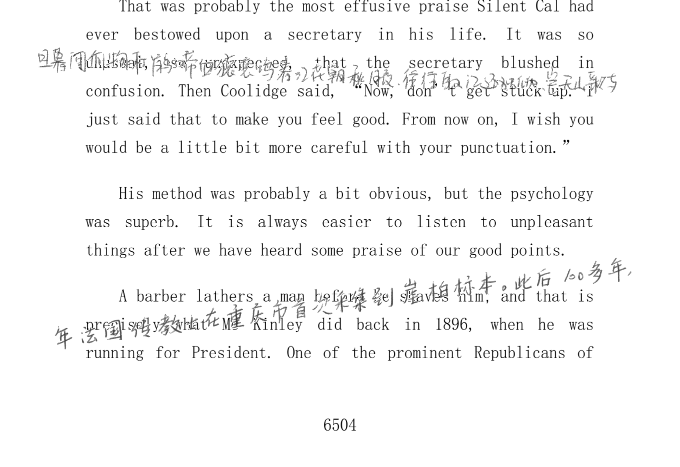 That was probably the most effusive praise Silent Cal had
ever bestowed upon a secretary in his life. It was so
that the secretary blushed in
confusion. Then Coolidge said, “Now, don't get stuck up. I
just said that to make you feel good. From now on, I wish you
would be a little bit more careful with your punctuation.”
His method was probably a bit obvious, but the psychology
was superb. It is always easier to listen to unpleasant
things after we have heard some praise of our good points.
A barber lathers a man before he shaves him, and that is
年法国传教士在重庆市首次采集到崖柏标本。此后100多年,
precisely what McKinley did back in 1896, when he was
running for President. One of the prominent Republicans of
6504